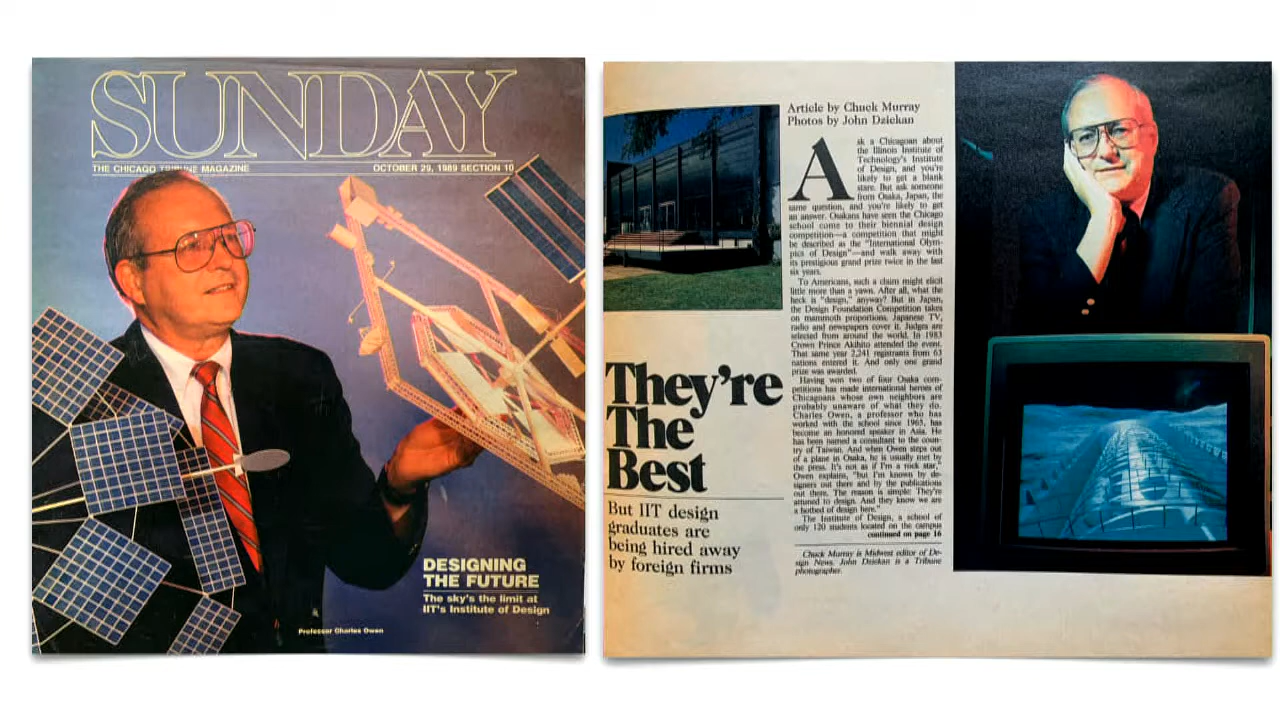 SUNDAY
THE CHICAGO TRIBUNE MAGAZINE
OCTOBER 29, 1989 SECTION 10
DESIGNING
THE FUTURE
The sky's the limit at
IIT's Institute of Design
Professor Charles Owen
They're
The
Best
But IIT design
graduates are
being hired away
by foreign firms
Article by Chuck Murray
Photos by John Dziekan
Ask a Chicagoan about
the Illinois Institute of
Technology's Institute
of Design, and you're
likely to get a blank
stare. But ask someone
from Osaka, Japan, the
same question, and you're likely to get
an answer. Osakans have seen the Chicago
school come to their biennial design
competition—a competition that might
be described as the "International Olym-
pics of Design"—and walk away with
its prestigious grand prize twice in the last
six years.
To Americans, such a claim might elicit
little more than a yawn. After all, what the
heck is "design," anyway? But in Japan,
the Design Foundation Competition takes
on mammoth proportions. Japanese TV,
radio and newspapers cover it. Judges are
selected from around the world. In 1983
Crown Prince Akihito attended the event.
That same year 2,241 registrants from 63
nations entered it. And only one grand
prize was awarded.
Having won two of four Osaka com-
petitions has made international heroes of
Chicagoans whose own neighbors are
probably unaware of what they do.
Charles Owen, a professor who has
worked with the school since 1965, has
become an honored speaker in Asia. He
has been named a consultant to the coun-
try of Taiwan. And when Owen steps out
of a plane in Osaka, he is usually met by
the press. "It's not as if I'm a rock star,"
Owen explains, "but I'm known by de-
signers out there and by the publications
out there. The reason is simple: They're
attuned to design. And they know we are
a hotbed of design here."
The Institute of Design, a school of
only 120 students located on the campus
continued on page 16
Chuck Murray is Midwest editor of De-
sign News. John Dziekan is a Tribune
photographer.